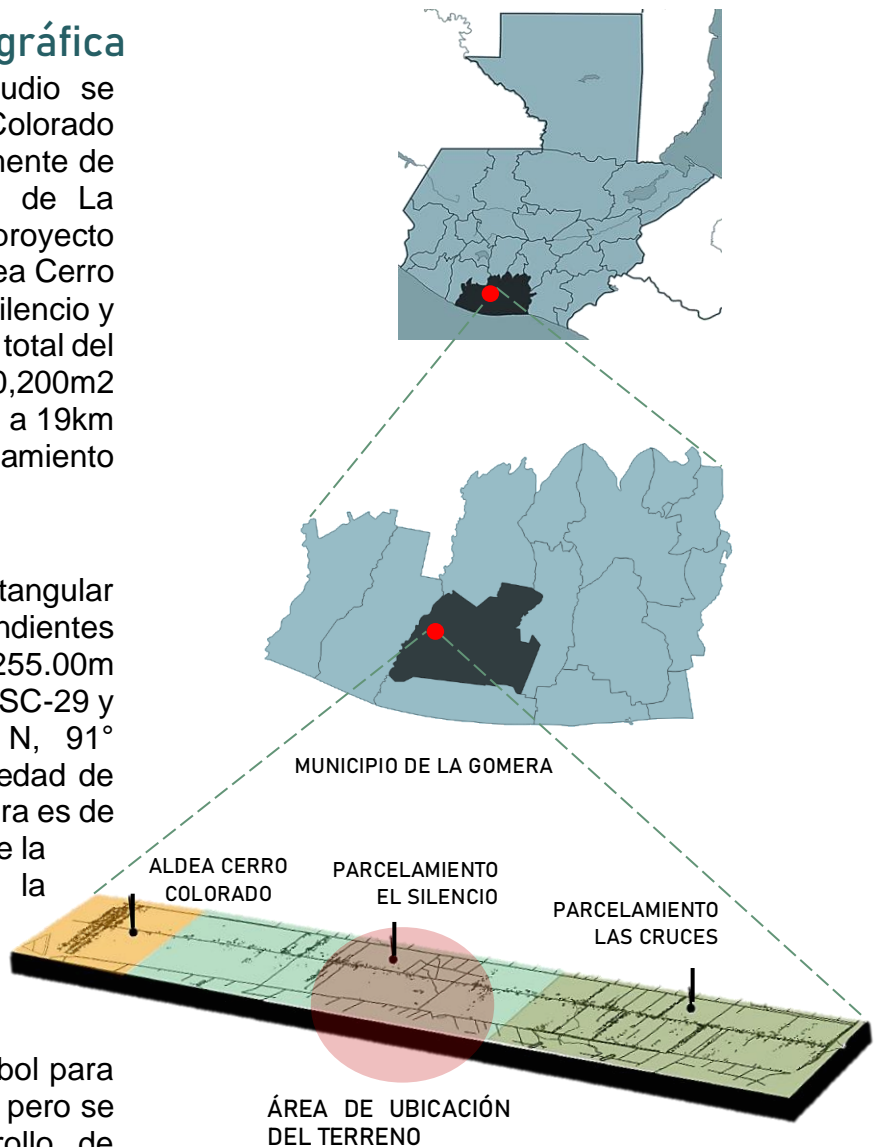 gráfica
udio se
Colorado
mente de
de La
proyecto
ea Cerro
ilencio y
total del
0,200m2
a 19km
amiento
tangular
ndientes
255.00m
SC-29 y
N, 91°
edad de
ra es de
e la
la
bol para
pero se
rollo de
MUNICIPIO DE LA GOMERA
ALDEA CERRO
COLORADO
PARCELAMIENTO
EL SILENCIO
PARCELAMIENTO
LAS CRUCES
ÁREA DE UBICACIÓN
DEL TERRENO